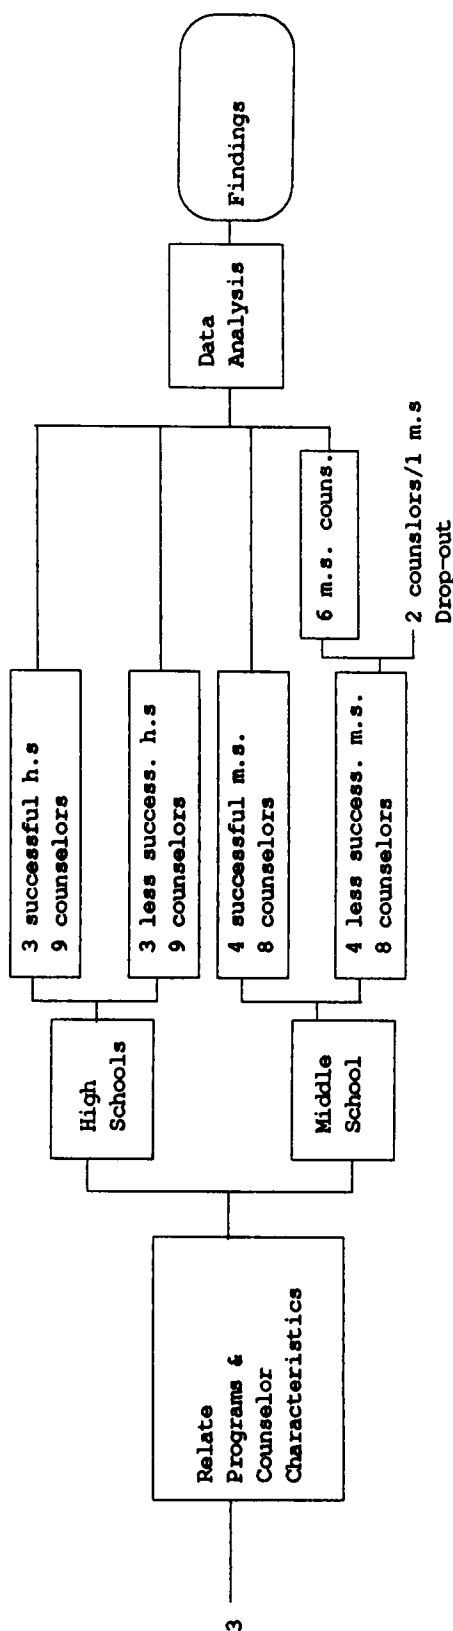 3
Relate
Programs &
Counselor
Characteristics
High
Schools
Middle
School
3 successful h.s
9 counselors
3 less success. h.s
9 counselors
4 successful m.s.
8 counselors
4 less success. m.s.
8 counselors
6 m.s. couns.
2 counslors/1 m.s
Drop-out
Data
Analysis
Findings